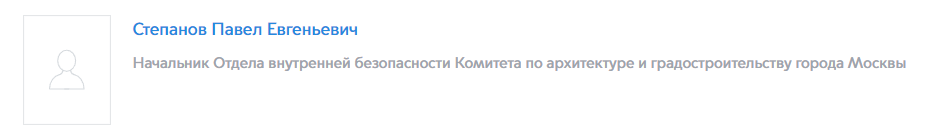 Степанов Павел Евгеньевич
Начальник Отдела внутренней безопасности Комитета по архитектуре и градостроительству города Москвы